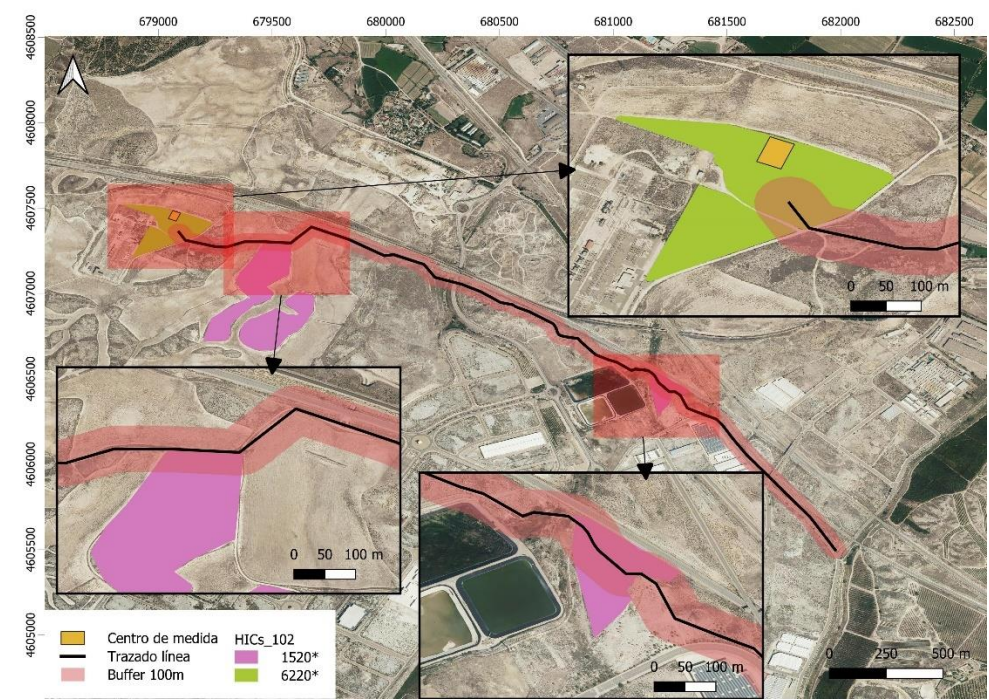 679000 679500 680000 680500 681000 681500 682000 682500
4608500
4608000
4607500
4607000
4606500
4606000
4605500
4605000
0 50 100 m
0 50 100 m
0 50 100 m
0 250 500 m
Centro de medida
Trazado línea
Buffer 100m
HICs_102
1520*
6220*